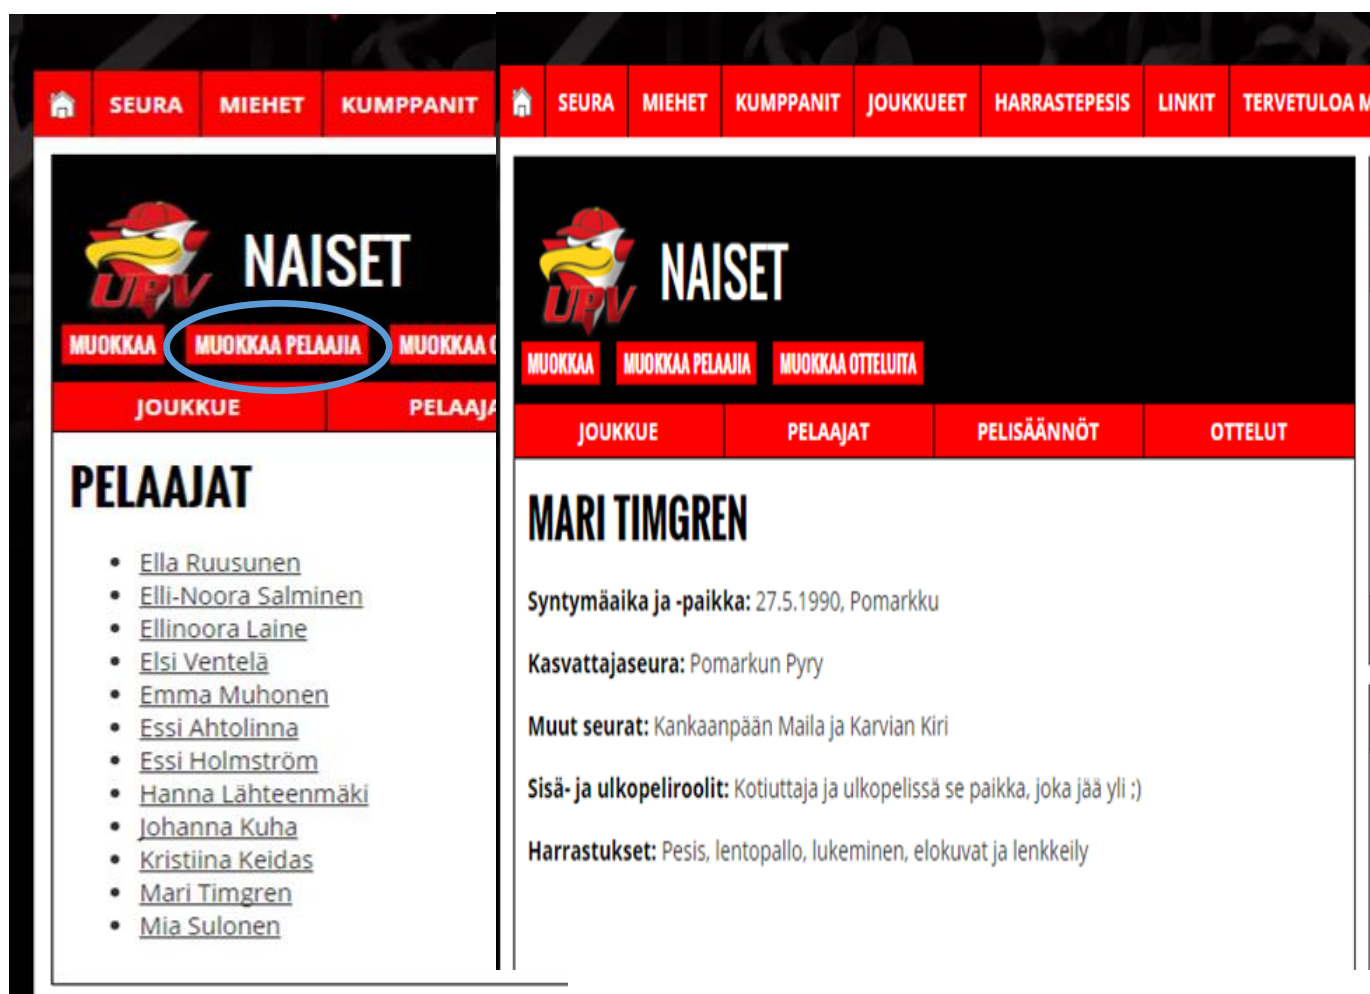 SEURA MIEHET KUMPPANIT
UPV NAISET
MUOKKAA MUOKKAA PELAAJIA MUOKKAA O
JOUKKUE PELAAJA
PELAAJAT
Ella Ruusunen
Elli-Noora Salminen
Ellinoora Laine
Elsi Ventelä
Emma Muhonen
Essi Ahtolinna
Essi Holmström
Hanna Lähteenmäki
Johanna Kuha
Kristiina Keidas
Mari Timgren
Mia Sulonen
SEURA MIEHET KUMPPANIT JOUKKUEET HARRASTEPESIS LINKIT TERVETULOA M
UPV NAISET
MUOKKAA MUOKKAA PELAAJIA MUOKKAA OTTELUITA
JOUKKUE PELAAJAT PELISÄÄNNÖT OTTELUT
MARI TIMGREN
Syntymäaika ja -paikka: 27.5.1990, Pomarkku
Kasvattajaseura: Pomarkun Pyry
Muut seurat: Kankaanpään Maila ja Karvian Kiri
Sisä- ja ulkopeliroolit: Kotiuttaja ja ulkopelissä se paikka, joka jää yli ;)
Harrastukset: Pesis, lentopallo, lukeminen, elokuvat ja lenkkeily